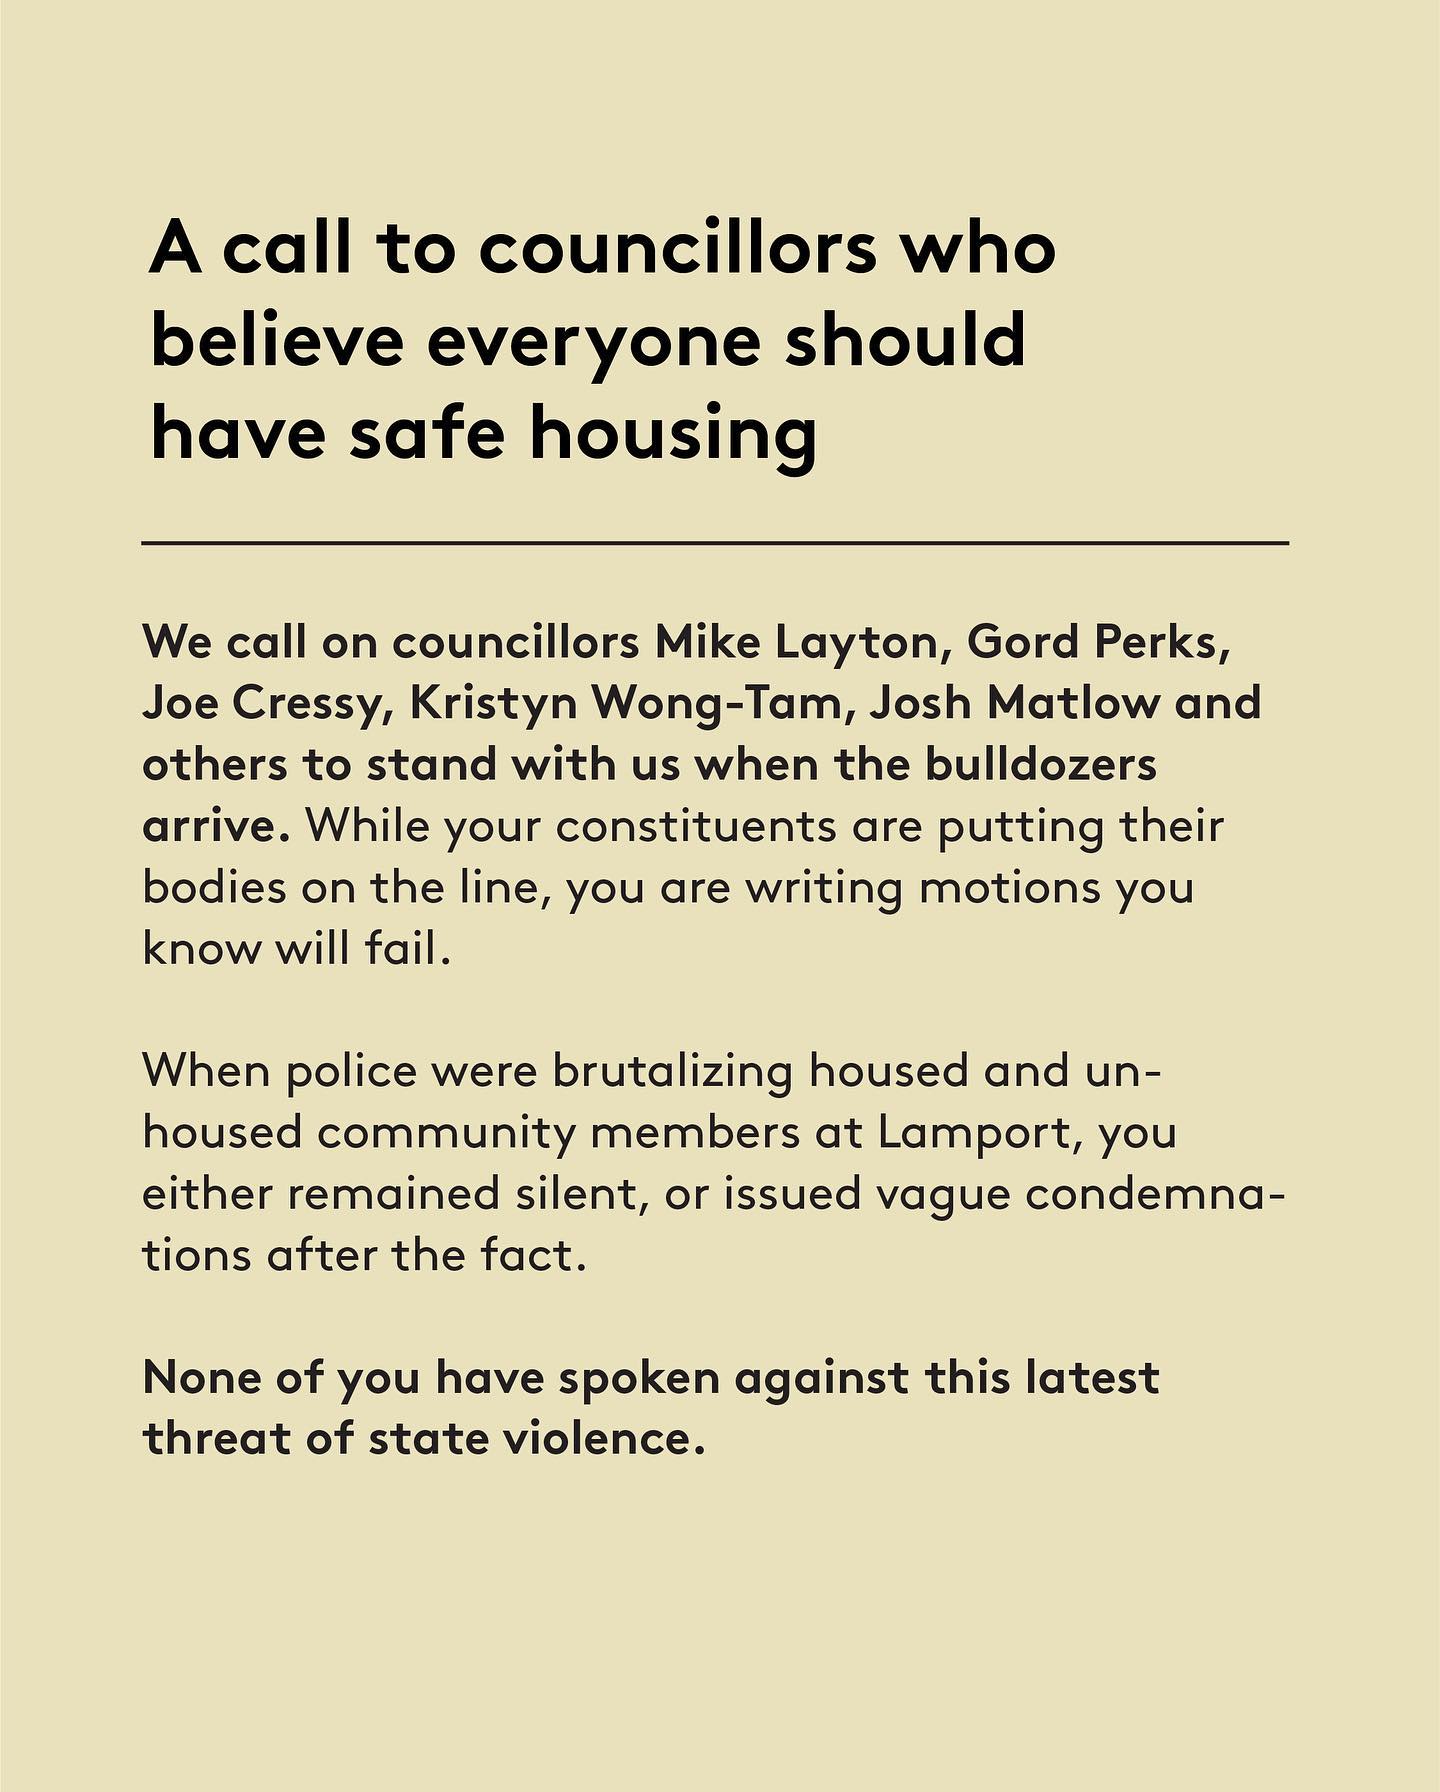 A call to councillors who
believe everyone should
have safe housing
We call on councillors Mike Layton, Gord Perks,
Joe Cressy, Kristyn Wong-Tam, Josh Matlow and
others to stand with us when the bulldozers
arrive. While your constituents are putting their
bodies on the line, you are writing motions you
know will fail.
When police were brutalizing housed and un-
housed community members at Lamport, you
either remained silent, or issued vague condemna-
tions after the fact.
None of you have spoken against this latest
threat of state violence.